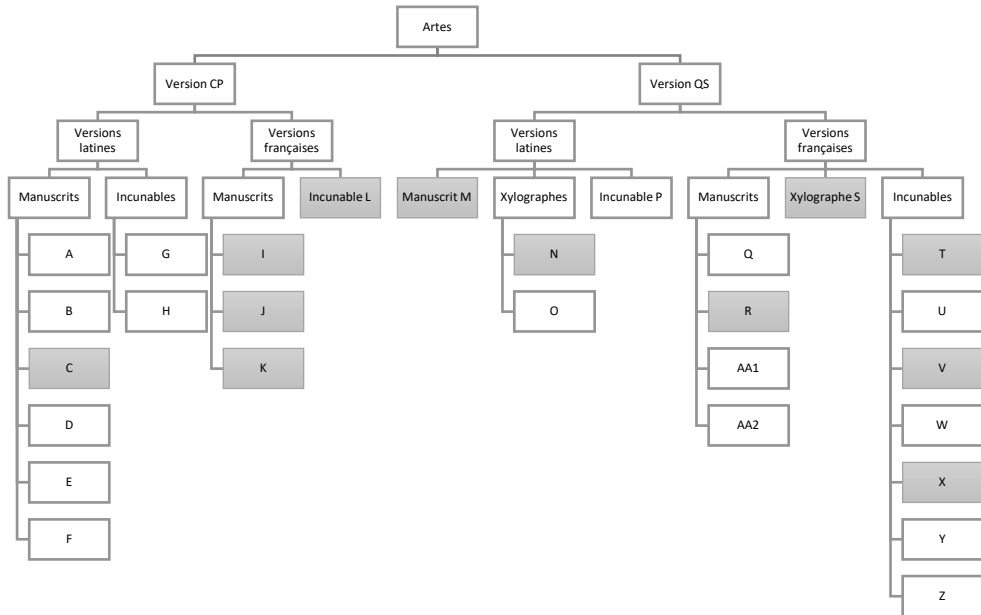 Artes
Version CP
Version QS
Versions
latines
Versions
françaises
Versions
latines
Versions
françaises
Manuscrits
Incunables
Manuscrits
Incunable L
Manuscrit M
Xylographes
Incunable P
Manuscrits
Xylographe S
Incunables
A
G
I
N
Q
T
B
H
J
O
R
U
C
K
AA1
V
D
AA2
W
E
X
F
Y
Z